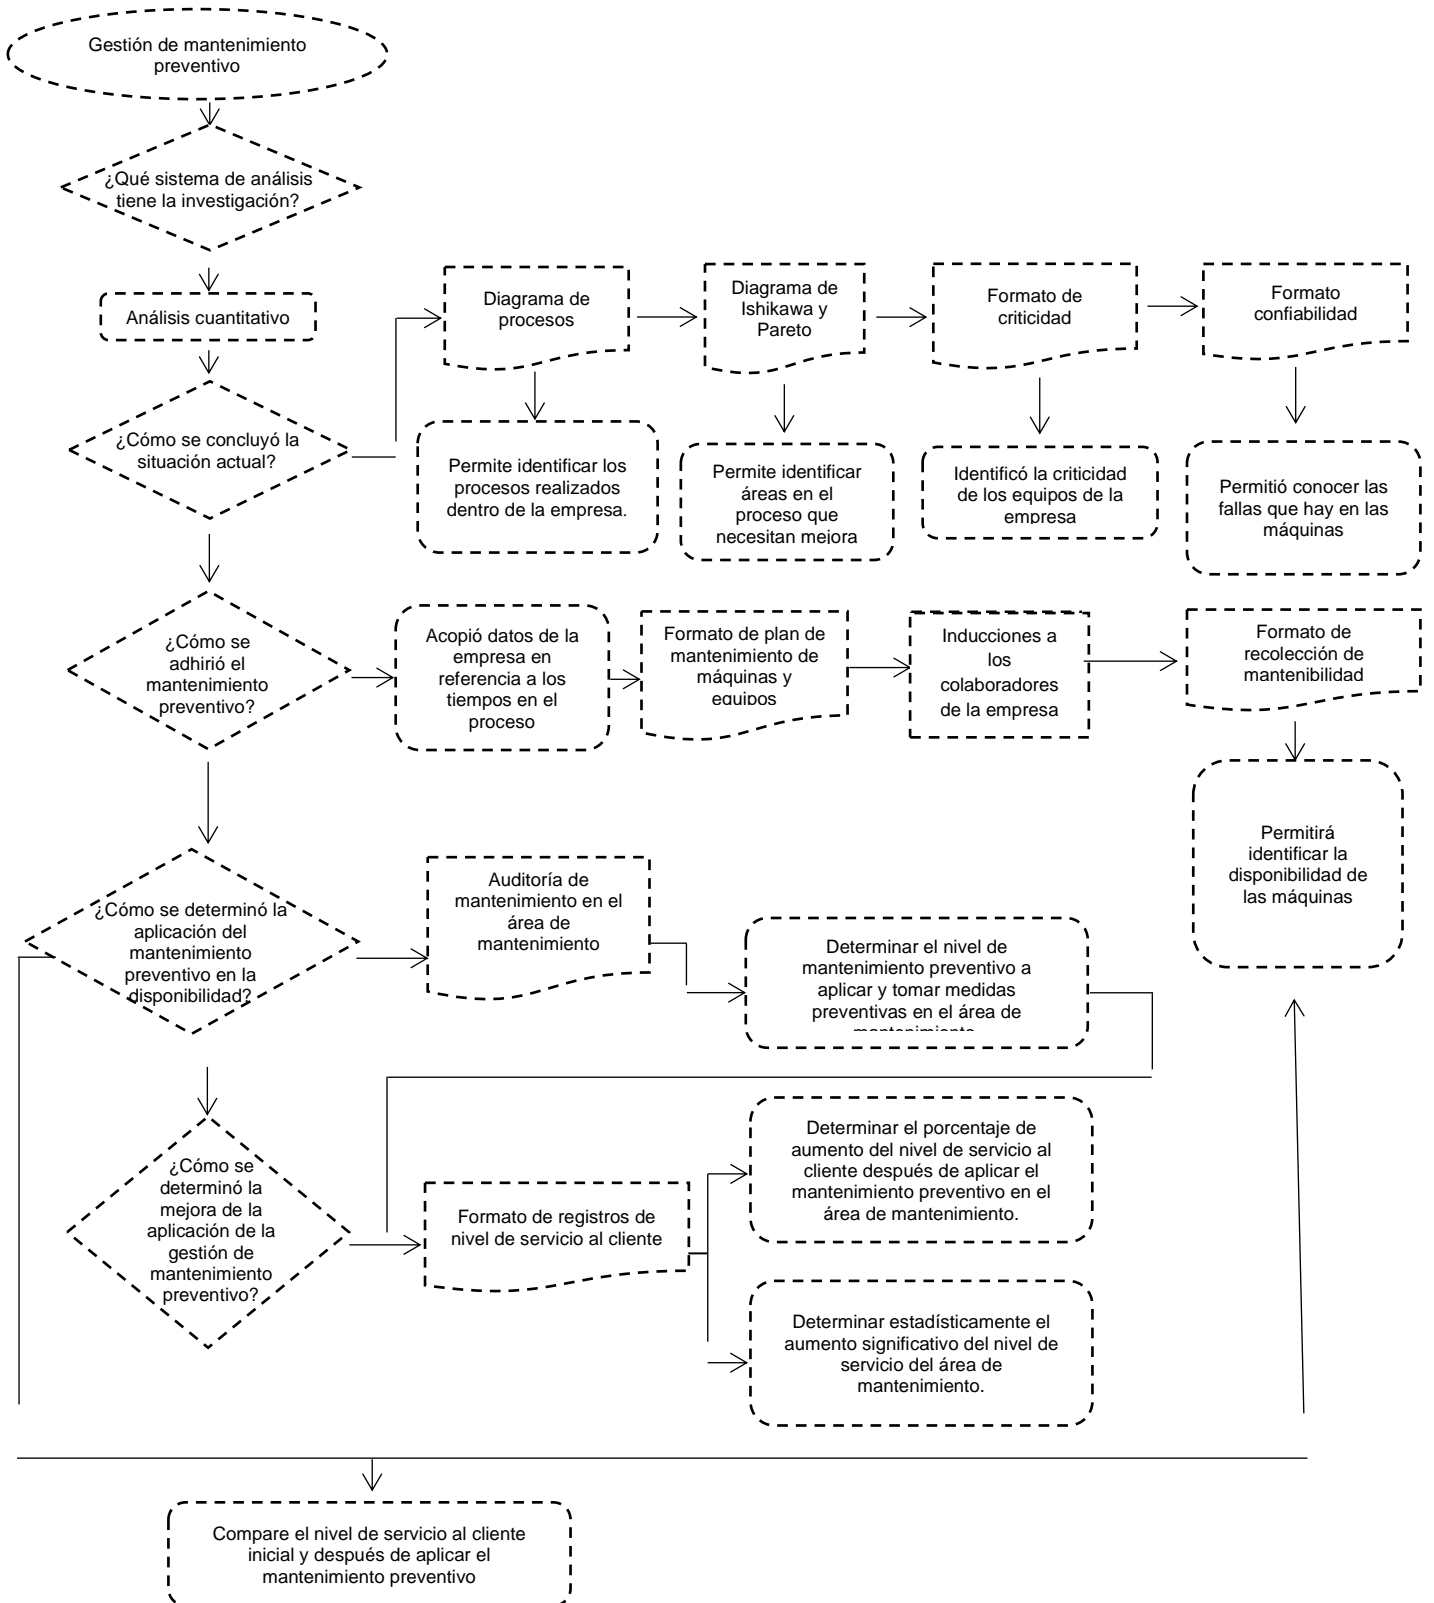 Gestión de mantenimiento
preventivo
¿Qué sistema de análisis
tiene la investigación?
Análisis cuantitativo
¿Cómo se concluyó la
situación actual?
Diagrama de
procesos
Diagrama de
Ishikawa y
Pareto
Formato de
criticidad
Formato
confiabilidad
Permite identificar los
procesos realizados
dentro de la empresa.
Permite identificar
áreas en el
proceso que
necesitan mejora
Identificó la criticidad
de los equipos de la
empresa
Permitió conocer las
fallas que hay en las
máquinas
¿Cómo se
adhirió el
mantenimiento
preventivo?
Acopió datos de la
empresa en
referencia a los
tiempos en el
proceso
Formato de plan de
mantenimiento de
máquinas y
equipos
Inducciones a
los
colaboradores
de la empresa
Formato de
recolección de
mantenibilidad
Permitirá
identificar la
disponibilidad de
las máquinas
¿Cómo se determinó la
aplicación del
mantenimiento
preventivo en la
disponibilidad?
Auditoría de
mantenimiento en el
área de
mantenimiento
Determinar el nivel de
mantenimiento preventivo a
aplicar y tomar medidas
preventivas en el área de
mantenimiento
¿Cómo se
determinó la
mejora de la
aplicación de la
gestión de
mantenimiento
preventivo?
Formato de registros de
nivel de servicio al cliente
Determinar el porcentaje de
aumento del nivel de servicio al
cliente después de aplicar el
mantenimiento preventivo en el
área de mantenimiento.
Determinar estadísticamente el
aumento significativo del nivel de
servicio del área de
mantenimiento.
Compare el nivel de servicio al cliente
inicial y después de aplicar el
mantenimiento preventivo